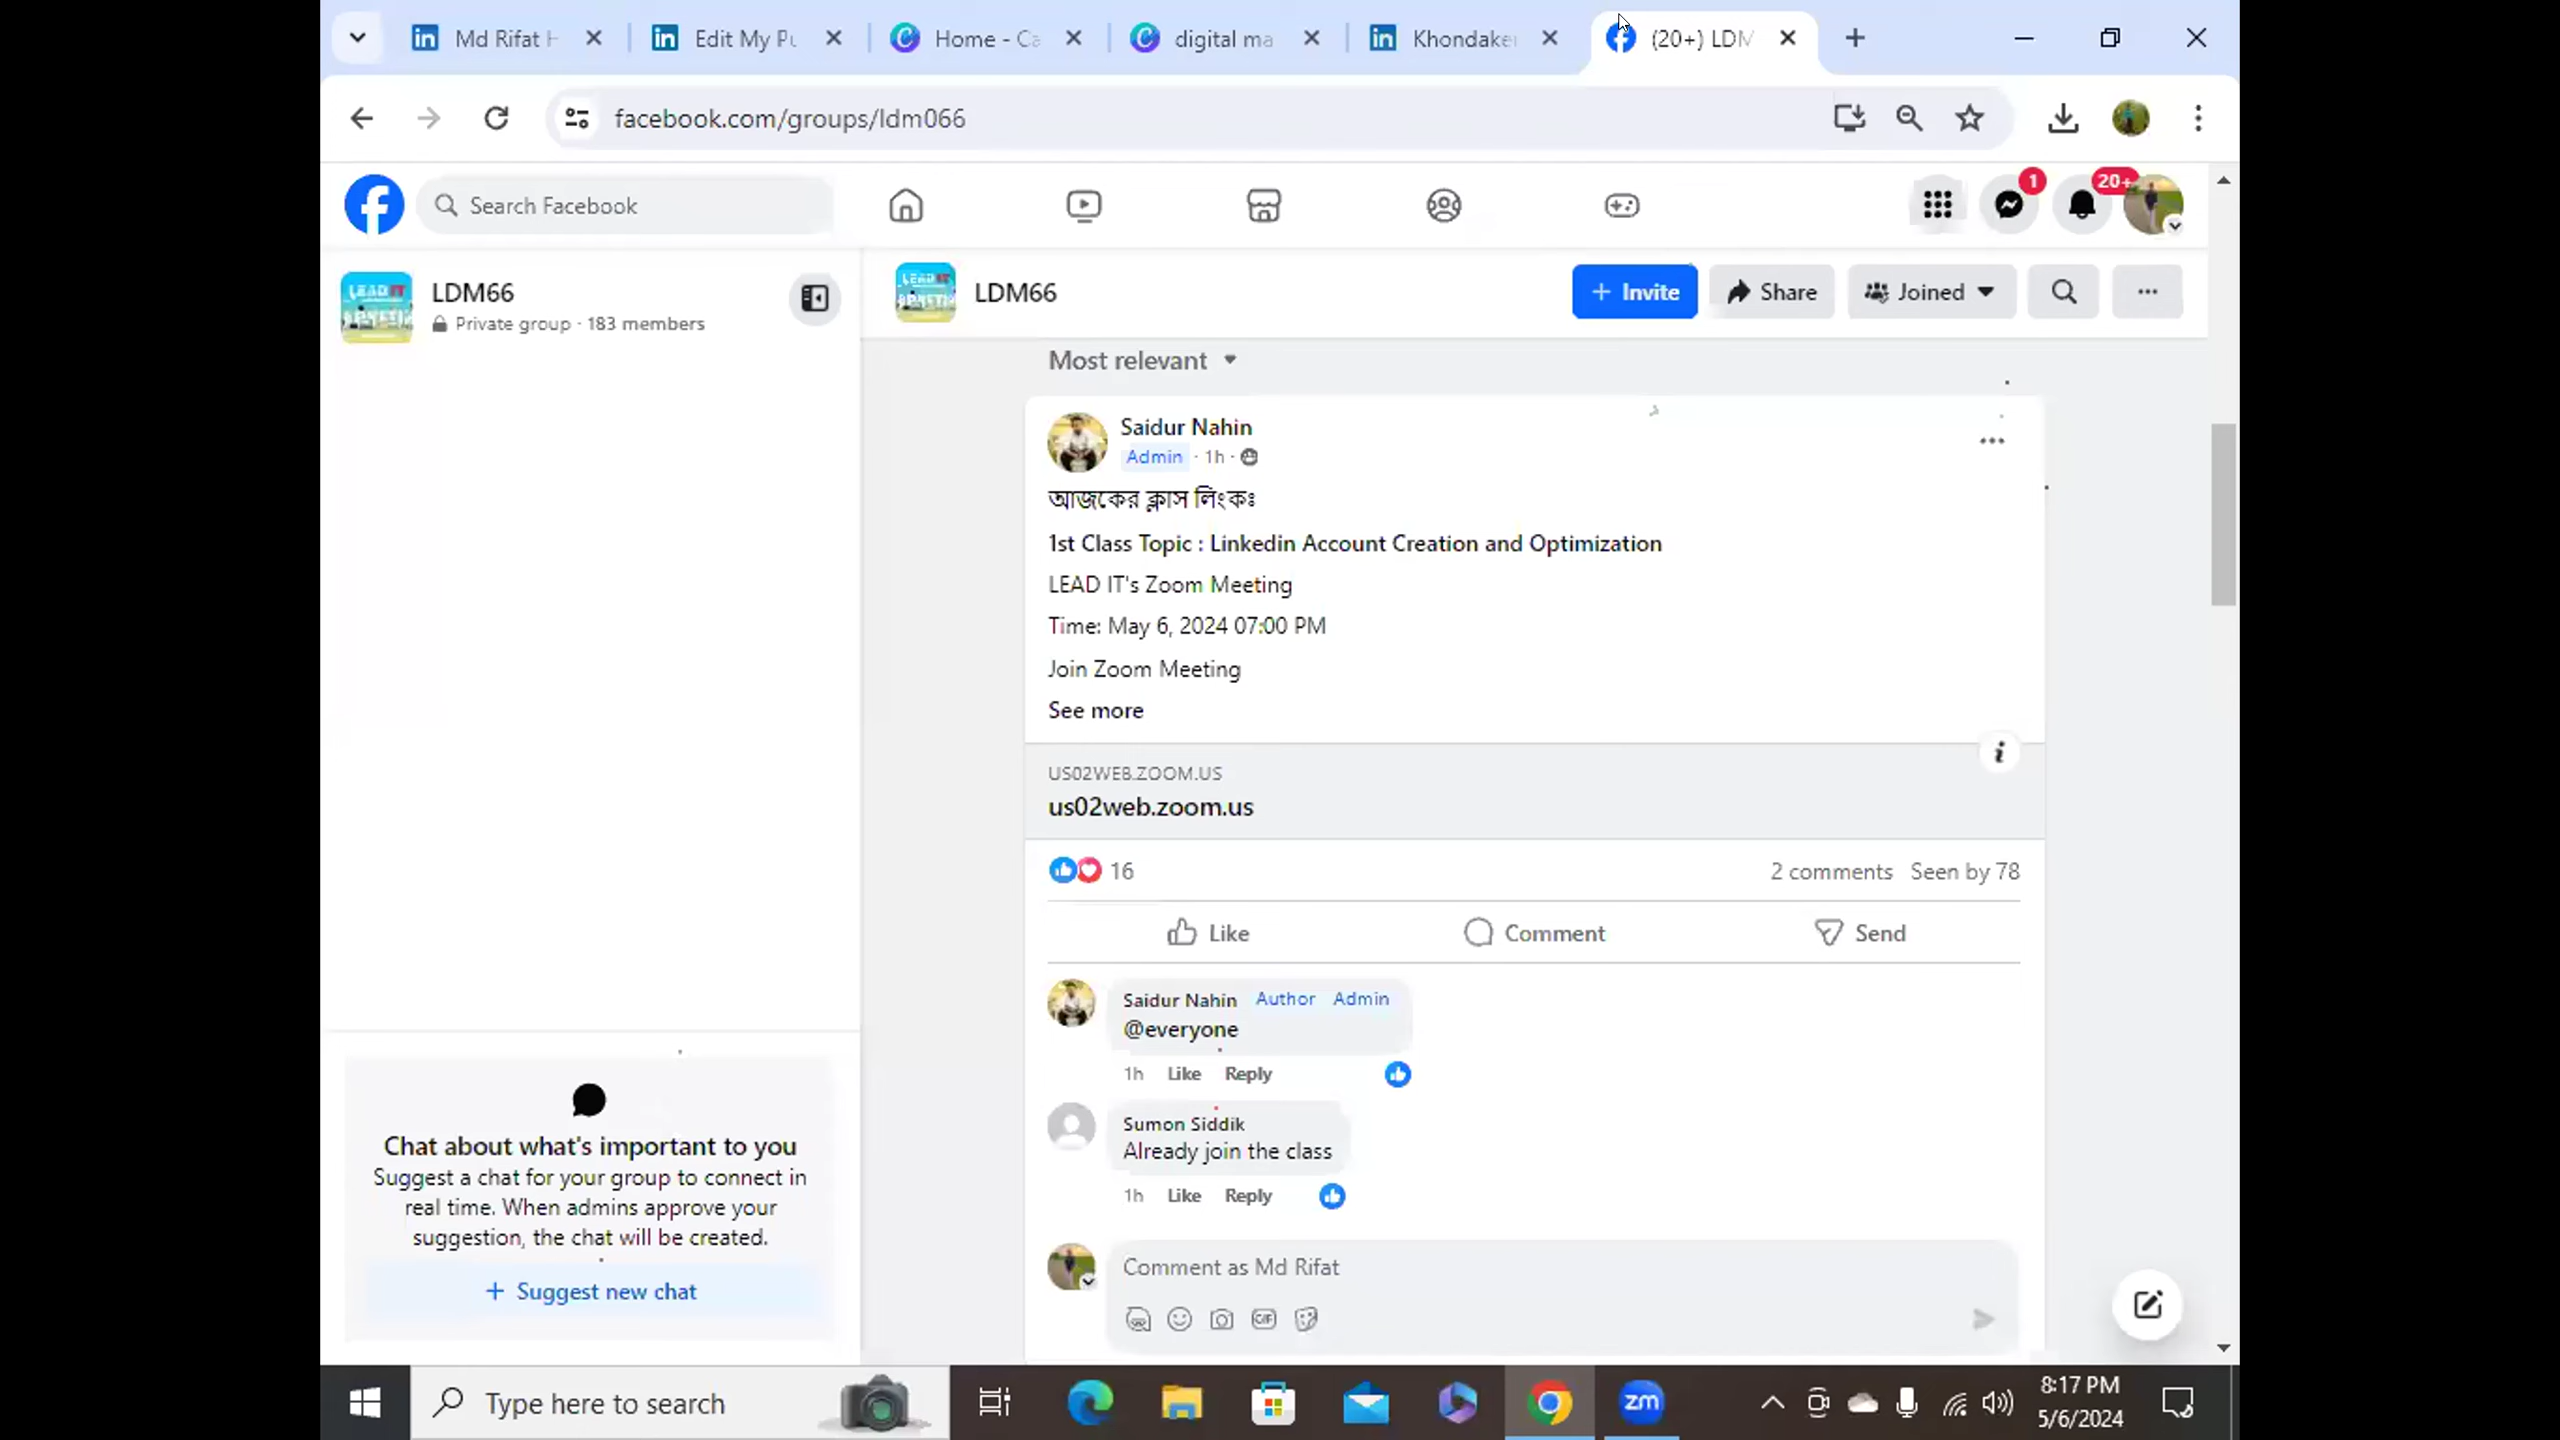 Md Rifat H
Edit My Pu
Home - Ca
digital ma
Khondaker
(20+) LDM
facebook.com/groups/ldm066
Search Facebook
1
20+
LDM66
Private group · 183 members
LDM66
+ Invite
Share
Joined
Most relevant
Saidur Nahin
Admin · 1h ·
আজকের ক্লাস লিংকঃ
1st Class Topic : Linkedin Account Creation and Optimization
LEAD IT's Zoom Meeting
Time: May 6, 2024 07:00 PM
Join Zoom Meeting
See more
US02WEB.ZOOM.US
us02web.zoom.us
16
2 comments Seen by 78
Like
Comment
Send
Saidur Nahin Author Admin
@everyone
1h Like Reply
Sumon Siddik
Already join the class
1h Like Reply
Comment as Md Rifat
GIF
Chat about what's important to you
Suggest a chat for your group to connect in
real time. When admins approve your
suggestion, the chat will be created.
+ Suggest new chat
Type here to search
zm
8:17 PM
5/6/2024